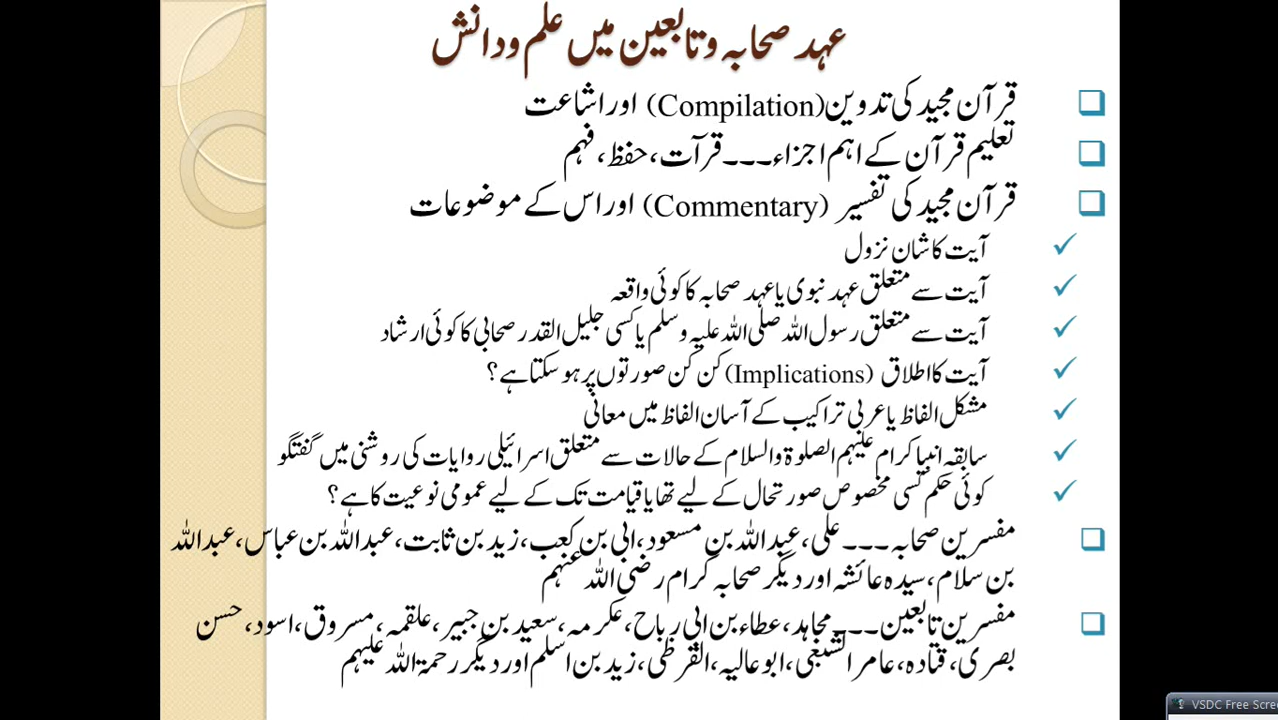 عہد صحابہ و تابعین میں علم و دانش
قرآن مجید کی تدوین (Compilation) اور اشاعت
تعلیم قرآن کے اہم اجزاء۔۔۔قرآت، حفظ، فہم
قرآن مجید کی تفسیر (Commentary) اور اس کے موضوعات
آیت کا شان نزول
آیت سے متعلق عہد نبوی یا عہد صحابہ کا کوئی واقعہ
آیت سے متعلق رسول اللہ صلی اللہ علیہ وسلم یا کسی جلیل القدر صحابی کا کوئی ارشاد
آیت کا اطلاق (Implications) کن کن صورتوں پر ہو سکتا ہے؟
مشکل الفاظ یا عربی تراکیب کے آسان الفاظ میں معانی
سابقہ انبیا کرام علیہم الصلوۃ والسلام کے حالات سے متعلق اسرائیلی روایات کی روشنی میں گفتگو
کوئی حکم کسی مخصوص صورتحال کے لیے تھا یا قیامت تک کے لیے عمومی نوعیت کا ہے؟
مفسرین صحابہ۔۔۔علی، عبداللہ بن مسعود، ابی بن کعب، زید بن ثابت، عبداللہ بن عباس، عبداللہ
بن سلام، سیدہ عائشہ اور دیگر صحابہ کرام رضی اللہ عنہم
مفسرین تابعین۔۔۔مجاہد، عطاء بن ابی رباح، عکرمہ، سعید بن جبیر، علقمہ، مسروق، اسود، حسن
بصری، قتادہ، عامر الشعبی، ابو عالیہ، القرظی، زید بن اسلم اور دیگر رحمۃ اللہ علیہم
VSDC Free Scre